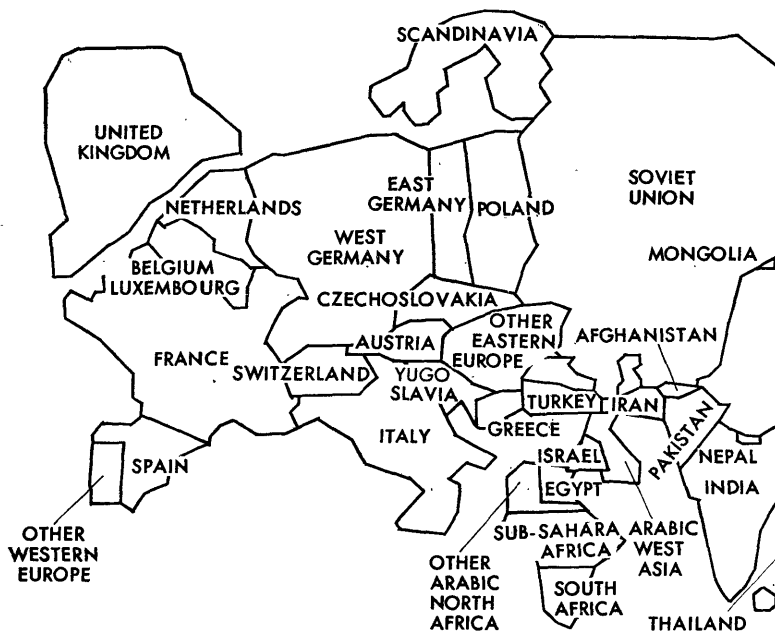 SCANDINAVIA
UNITED
KINGDOM
EAST
GERMANY
POLAND
SOVIET
UNION
NETHERLANDS
WEST
GERMANY
MONGOLIA
BELGIUM
LUXEMBOURG
CZECHOSLOVAKIA
OTHER
EASTERN
EUROPE
AUSTRIA
AFGHANISTAN
FRANCE
SWITZERLAND
YUGO
SLAVIA
TURKEY
IRAN
PAKISTAN
ITALY
GREECE
SPAIN
ISRAEL
NEPAL
INDIA
EGYPT
OTHER
WESTERN
EUROPE
SUB-SAHARA
AFRICA
ARABIC
WEST
ASIA
OTHER
ARABIC
NORTH
AFRICA
SOUTH
AFRICA
THAILAND